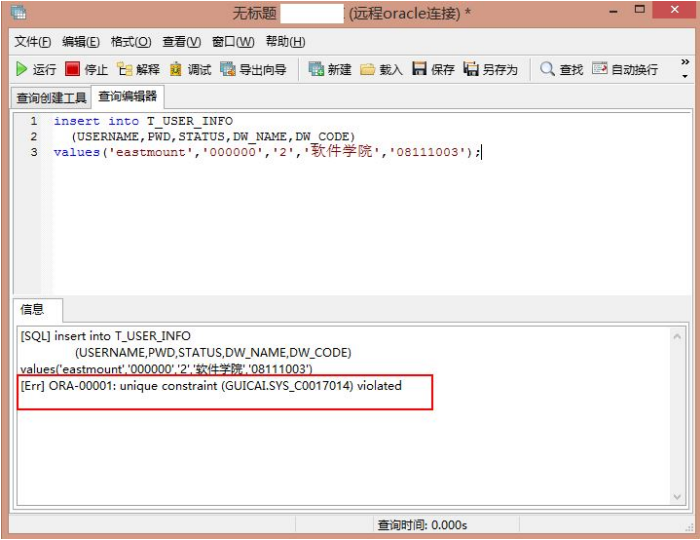 无标题 (远程oracle连接) *
文件(F) 编辑(E) 格式(O) 查看(V) 窗口(W) 帮助(H)
运行 停止 解释 调试 导出向导 新建 载入 保存 另存为 查找 自动换行 »
查询创建工具 查询编辑器
1 insert into T_USER_INFO
2 (USERNAME,PWD,STATUS,DW_NAME,DW_CODE)
3 values('eastmount','000000','2','软件学院','08111003');
信息
[SQL] insert into T_USER_INFO
(USERNAME,PWD,STATUS,DW_NAME,DW_CODE)
values('eastmount','000000','2','软件学院','08111003')
[Err] ORA-00001: unique constraint (GUICAI.SYS_C0017014) violated
查询时间: 0.000s